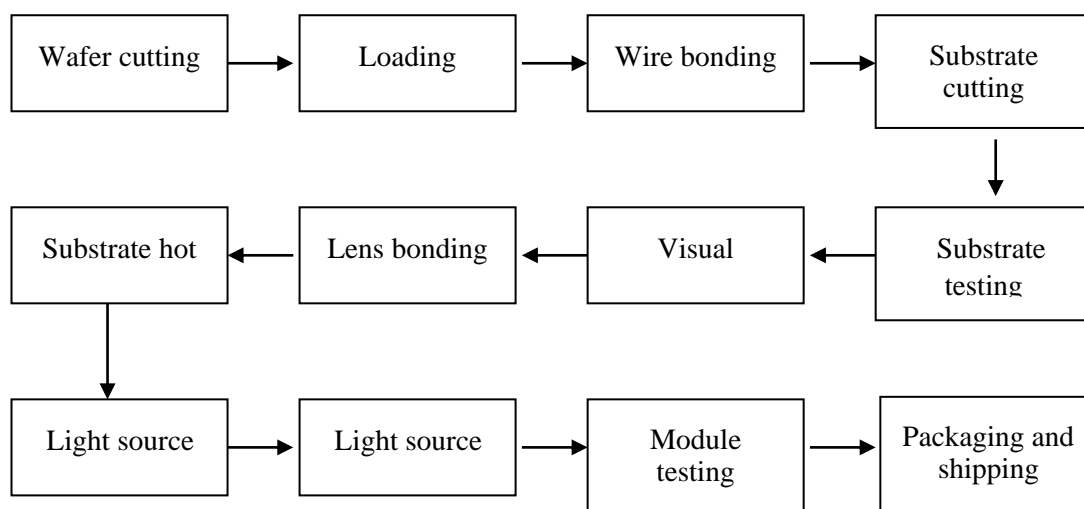 Wafer cutting
Loading
Wire bonding
Substrate
cutting
Substrate
testing
Visual
Lens bonding
Substrate hot
Light source
Light source
Module
testing
Packaging and
shipping